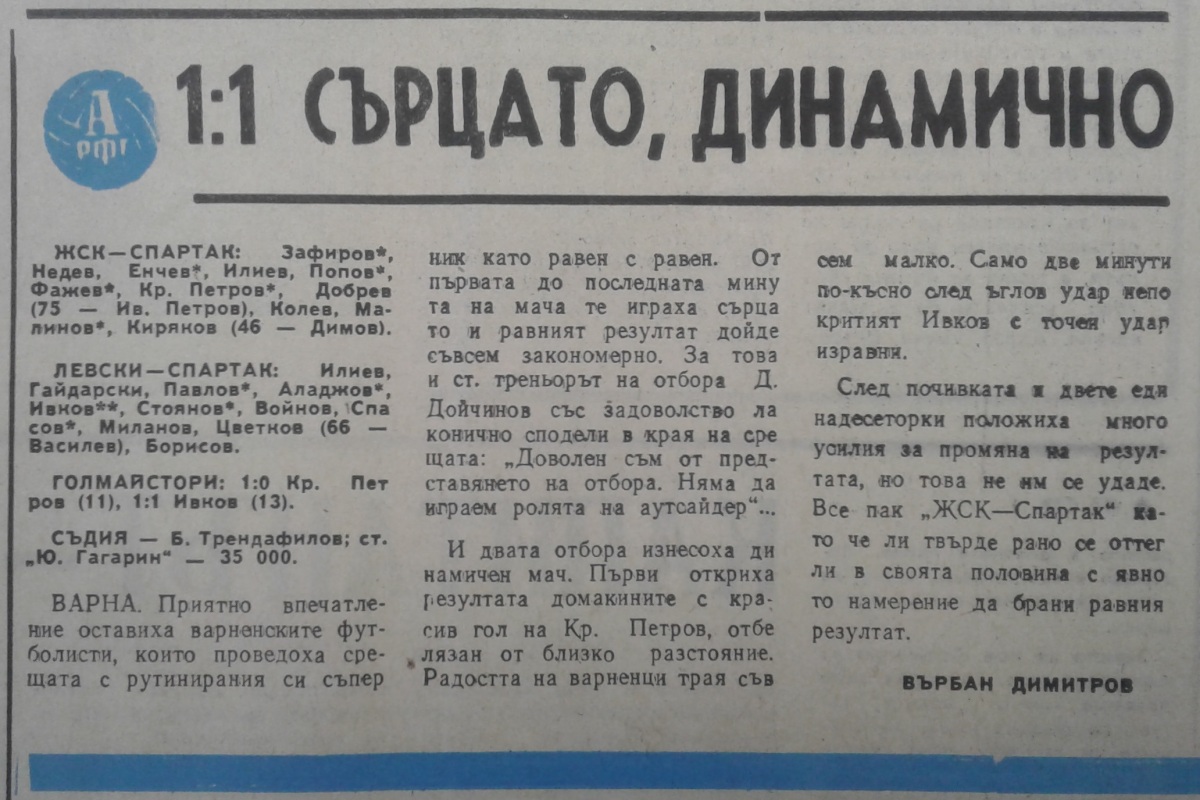 А
РФГ
1:1 СЪРЦАТО, ДИНАМИЧНО
ЖСК—СПАРТАК: Зафиров*,
Недев, Енчев*, Илиев, Попов*,
Фажев*, Кр. Петров*, Добрев
(75 — Ив. Петров), Колев, Ма-
линов*, Киряков (46 — Димов).
ЛЕВСКИ—СПАРТАК: Илиев,
Гайдарски, Павлов*, Аладжов*,
Ивков**, Стоянов*, Войнов, Спа
сов*, Миланов, Цветков (66 —
Василев), Борисов.
ГОЛМАЙСТОРИ: 1:0 Кр. Пет
ров (11), 1:1 Ивков (13).
СЪДИЯ — Б. Трендафилов; ст.
„Ю. Гагарин“ — 35 000.
ВАРНА. Приятно впечатле-
ние оставиха варненските фут-
болисти, които проведоха сре-
щата с рутинирания си съпер
ник като равен с равен. От
първата до последната мину
та на мача те играха сърца
то и равният резултат дойде
съвсем закономерно. За това
и ст. треньорът на отбора Д.
Дойчинов със задоволство ла
конично сподели в края на сре
щата: „Доволен съм от пред-
ставянето на отбора. Няма да
играем ролята на аутсайдер“...
И двата отбора изнесоха ди
намичен мач. Първи откриха
резултата домакините с кра-
сив гол на Кр. Петров, отбе
лязан от близко разстояние.
Радостта на варненци трая съв
сем малко. Само две минути
по-късно след ъглов удар непо
критият Ивков с точен удар
изравни.
След почивката и двете еди
надесеторки положиха много
усилия за промяна на резул-
тата, но това не им се удаде.
Все пак „ЖСК—Спартак“ ка-
то че ли твърде рано се оттег
ли в своята половина с явно
то намерение да брани равния
резултат.
ВЪРБАН ДИМИТРОВ